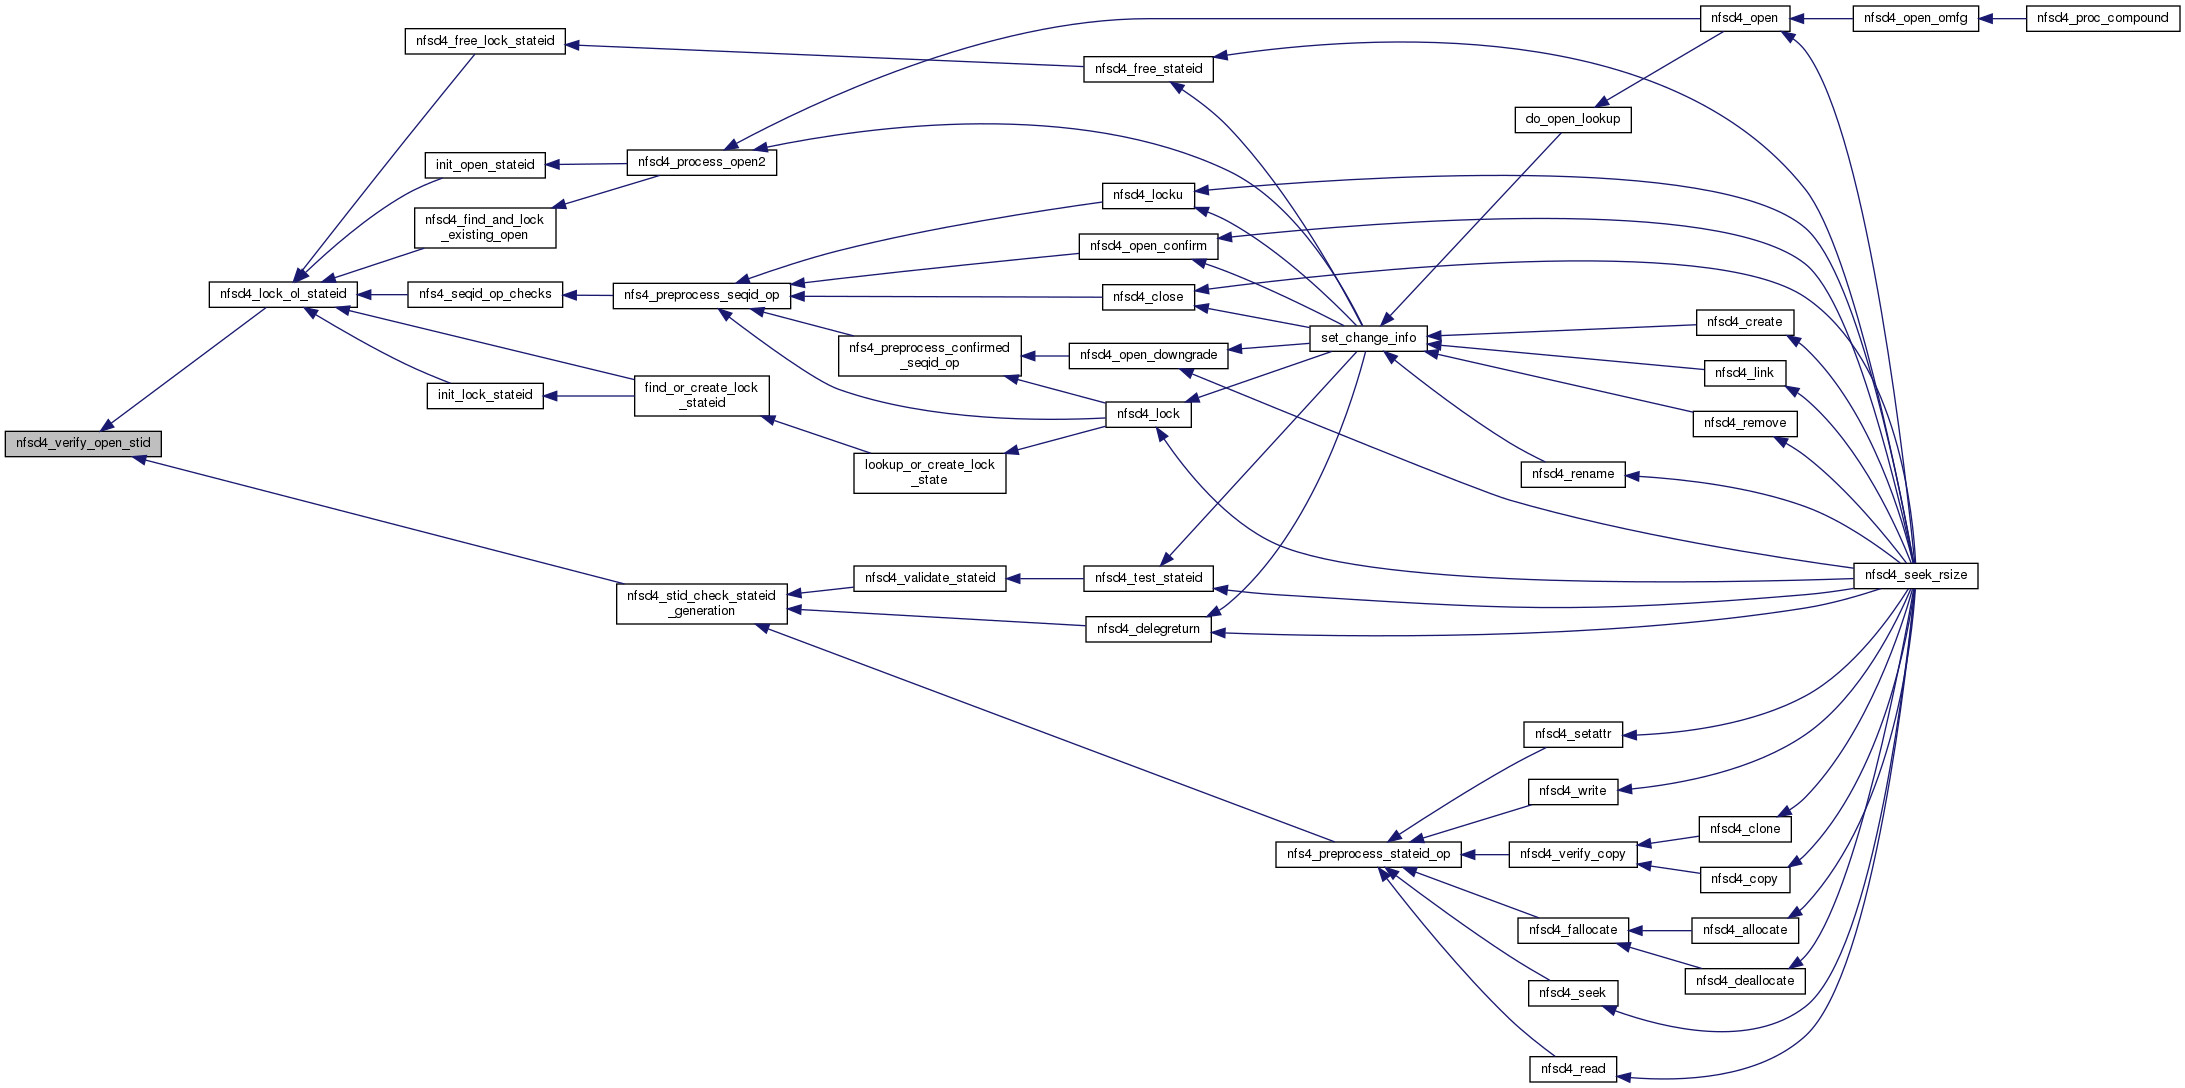 nfsd4_open
nfsd4_open_omfg
nfsd4_proc_compound
nfsd4_free_lock_stateid
nfsd4_free_stateid
do_open_lookup
init_open_stateid
nfsd4_process_open2
nfsd4_locku
nfsd4_find_and_lock
_existing_open
nfsd4_open_confirm
nfsd4_lock_ol_stateid
nfs4_seqid_op_checks
nfs4_preprocess_seqid_op
nfsd4_close
set_change_info
nfsd4_create
nfs4_preprocess_confirmed
_seqid_op
nfsd4_open_downgrade
nfsd4_link
init_lock_stateid
find_or_create_lock
_stateid
nfsd4_lock
nfsd4_remove
nfsd4_verify_open_stid
lookup_or_create_lock
_state
nfsd4_rename
nfsd4_seek_rsize
nfsd4_validate_stateid
nfsd4_test_stateid
nfsd4_stid_check_stateid
_generation
nfsd4_delegreturn
nfsd4_setattr
nfsd4_write
nfsd4_clone
nfs4_preprocess_stateid_op
nfsd4_verify_copy
nfsd4_copy
nfsd4_fallocate
nfsd4_allocate
nfsd4_deallocate
nfsd4_seek
nfsd4_read